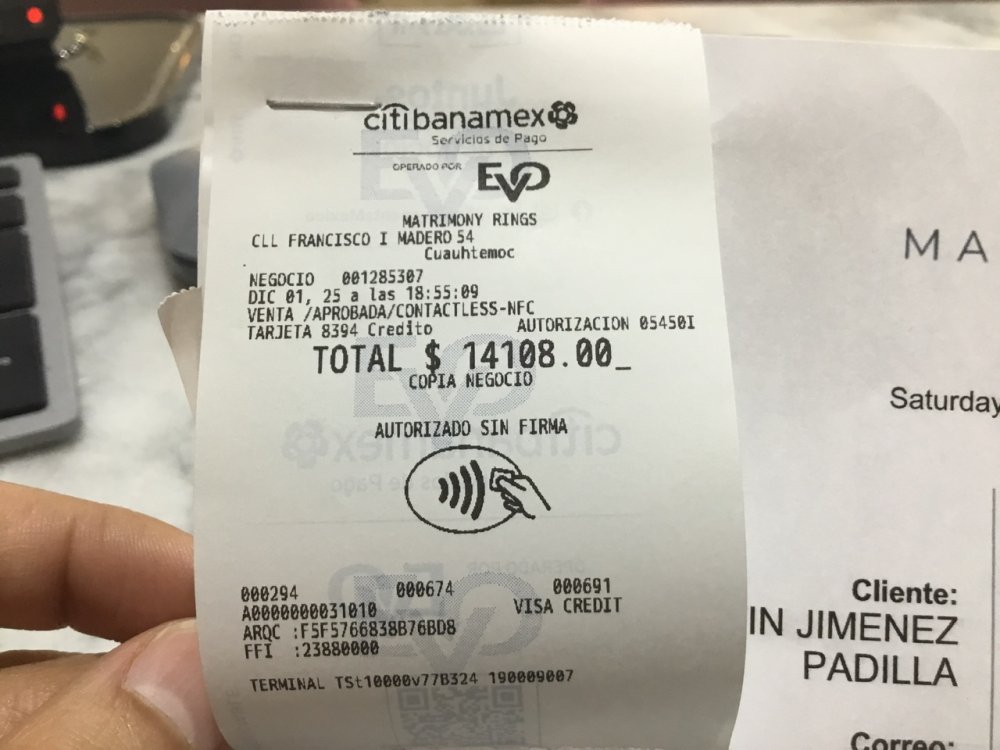 citibanamex
Servicios de Pago
OPERADO POR EVO
MATRIMONY RINGS
CLL FRANCISCO I MADERO 54
Cuauhtemoc
NEGOCIO 001285307
DIC 01, 25 a las 18:55:09
VENTA /APROBADA/CONTACTLESS-NFC
TARJETA 8394 Credito AUTORIZACION 05450I
TOTAL $ 14108.00_
COPIA NEGOCIO
AUTORIZADO SIN FIRMA
000294 000674 000691
A0000000031010 VISA CREDIT
ARQC :F5F5766838B76BD8
FFI :23880000
TERMINAL TSt10000v77B324 190009007
MA
Saturday
Cliente:
IN JIMENEZ
PADILLA
Correo: